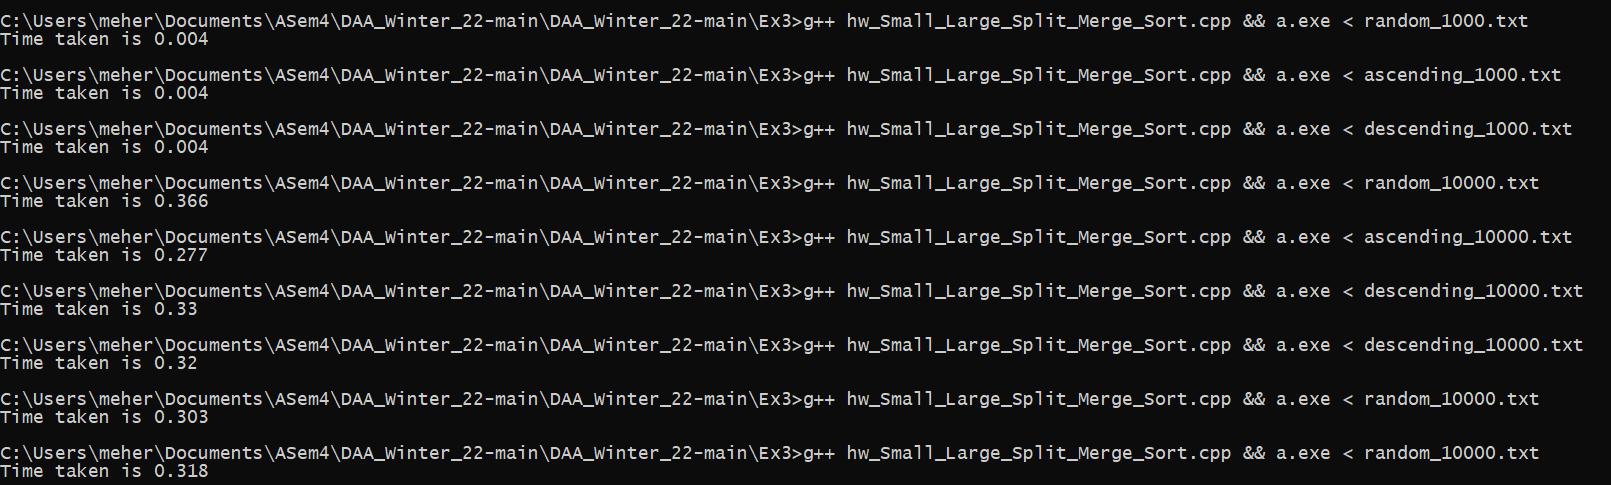 C:\Users\meher\Documents\ASem4\DAA_Winter_22-main\DAA_Winter_22-main\Ex3>g++ hw_Small_Large_Split_Merge_Sort.cpp && a.exe < random_1000.txt
Time taken is 0.004
C:\Users\meher\Documents\ASem4\DAA_Winter_22-main\DAA_Winter_22-main\Ex3>g++ hw_Small_Large_Split_Merge_Sort.cpp && a.exe < ascending_1000.txt
Time taken is 0.004
C:\Users\meher\Documents\ASem4\DAA_Winter_22-main\DAA_Winter_22-main\Ex3>g++ hw_Small_Large_Split_Merge_Sort.cpp && a.exe < descending_1000.txt
Time taken is 0.004
C:\Users\meher\Documents\ASem4\DAA_Winter_22-main\DAA_Winter_22-main\Ex3>g++ hw_Small_Large_Split_Merge_Sort.cpp && a.exe < random_10000.txt
Time taken is 0.366
C:\Users\meher\Documents\ASem4\DAA_Winter_22-main\DAA_Winter_22-main\Ex3>g++ hw_Small_Large_Split_Merge_Sort.cpp && a.exe < ascending_10000.txt
Time taken is 0.277
C:\Users\meher\Documents\ASem4\DAA_Winter_22-main\DAA_Winter_22-main\Ex3>g++ hw_Small_Large_Split_Merge_Sort.cpp && a.exe < descending_10000.txt
Time taken is 0.33
C:\Users\meher\Documents\ASem4\DAA_Winter_22-main\DAA_Winter_22-main\Ex3>g++ hw_Small_Large_Split_Merge_Sort.cpp && a.exe < descending_10000.txt
Time taken is 0.32
C:\Users\meher\Documents\ASem4\DAA_Winter_22-main\DAA_Winter_22-main\Ex3>g++ hw_Small_Large_Split_Merge_Sort.cpp && a.exe < random_10000.txt
Time taken is 0.303
C:\Users\meher\Documents\ASem4\DAA_Winter_22-main\DAA_Winter_22-main\Ex3>g++ hw_Small_Large_Split_Merge_Sort.cpp && a.exe < random_10000.txt
Time taken is 0.318